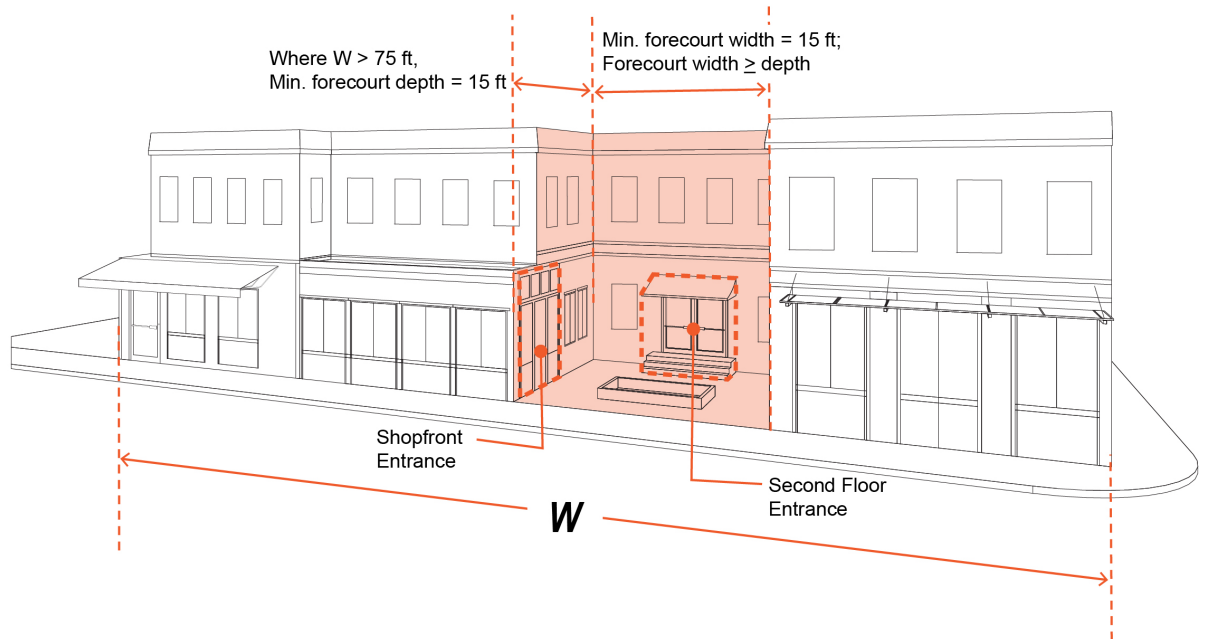 Where W > 75 ft,
Min. forecourt depth = 15 ft
Min. forecourt width = 15 ft;
Forecourt width ≥ depth
Shopfront
Entrance
Second Floor
Entrance
W